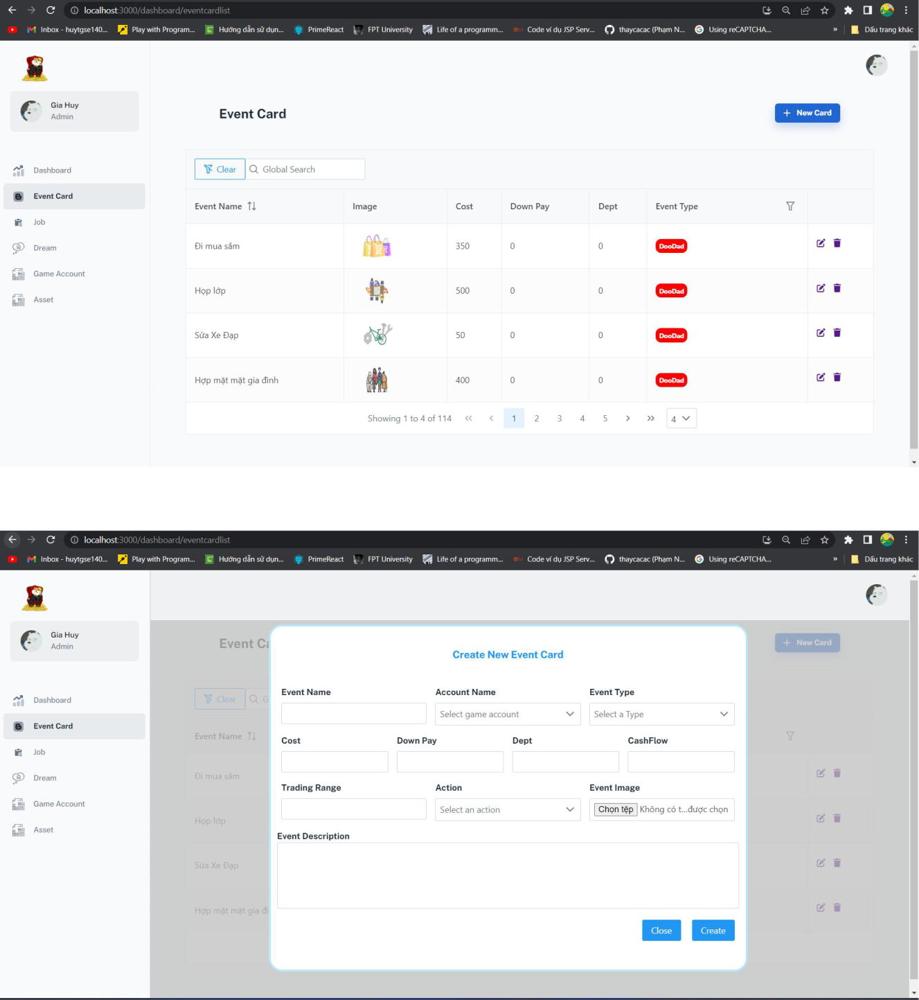 localhost:3000/dashboard/eventcardlist
Inbox - huytgse140... Play with Program... Hướng dẫn sử dụn... PrimeReact FPT University Life of a programm... Code ví dụ JSP Serv... thaycacac (Phạm N... Using reCAPTCHA... » Dấu trang khác
Gia Huy
Admin
Event Card
+ New Card
Dashboard
Event Card
Job
Dream
Game Account
Asset
Clear Global Search
Event Name Image Cost Down Pay Dept Event Type
Đi mua sắm 350 0 0 DooDad
Họp lớp 500 0 0 DooDad
Sửa Xe Đạp 50 0 0 DooDad
Hợp mặt mặt gia đình 400 0 0 DooDad
Showing 1 to 4 of 114 « < 1 2 3 4 5 > » 4
localhost:3000/dashboard/eventcardlist
Inbox - huytgse140... Play with Program... Hướng dẫn sử dụn... PrimeReact FPT University Life of a programm... Code ví dụ JSP Serv... thaycacac (Phạm N... Using reCAPTCHA... » Dấu trang khác
Gia Huy
Admin
Dashboard
Event Card
Job
Dream
Game Account
Asset
Event Ca
+ New Card
Clear G
Event Name
Đi mua sắm
Họp lớp
Sửa Xe Đạp
Hợp mặt mặt gia đì
Create New Event Card
Event Name Account Name Event Type
Select game account Select a Type
Cost Down Pay Dept CashFlow
Trading Range Action Event Image
Select an action Chọn tệp Không có t...được chọn
Event Description
Close Create